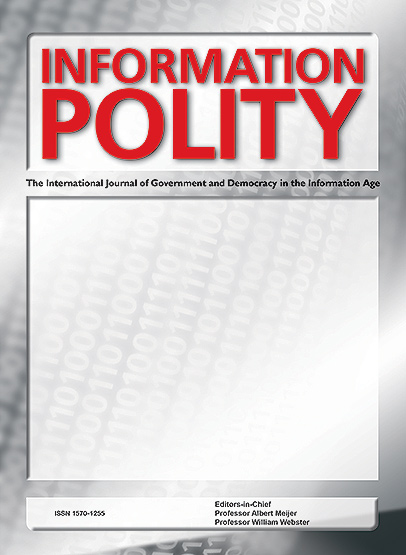 INFORMATION
POLITY
The International Journal of Government and Democracy in the Information Age
ISSN 1570-1255
Editors-in-Chief
Professor Albert Meijer
Professor William Webster